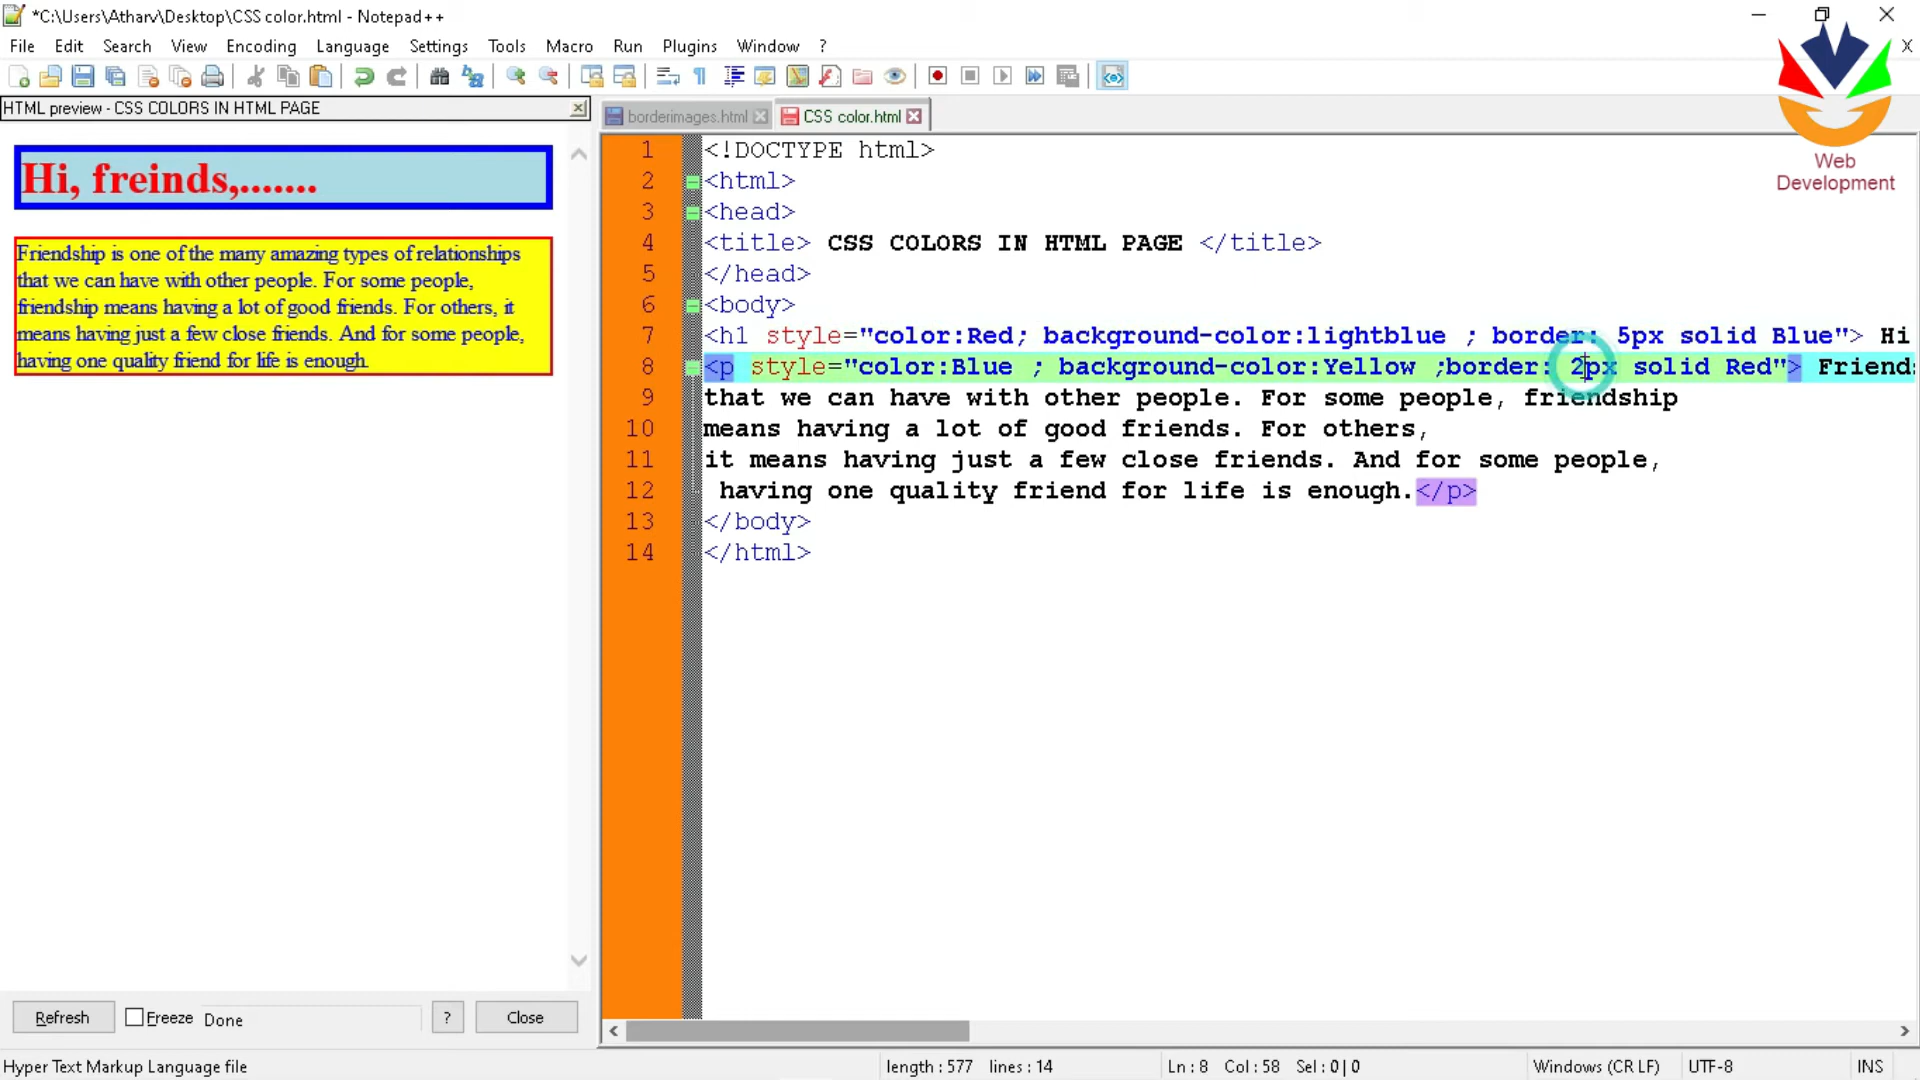 *C:\Users\Atharv\Desktop\CSS color.html - Notepad++
File Edit Search View Encoding Language Settings Tools Macro Run Plugins Window ? X
HTML preview - CSS COLORS IN HTML PAGE
borderimages.html CSS color.html
Web
Development
Hi, freinds,.......
Friendship is one of the many amazing types of relationships
that we can have with other people. For some people,
friendship means having a lot of good friends. For others, it
means having just a few close friends. And for some people,
having one quality friend for life is enough.
1 <!DOCTYPE html>
2 <html>
3 <head>
4 <title> CSS COLORS IN HTML PAGE </title>
5 </head>
6 <body>
7 <h1 style="color:Red; background-color:lightblue ; border: 5px solid Blue"> Hi
8 <p style="color:Blue ; background-color:Yellow ;border: 2px solid Red"> Friends
9 that we can have with other people. For some people, friendship
10 means having a lot of good friends. For others,
11 it means having just a few close friends. And for some people,
12 having one quality friend for life is enough.</p>
13 </body>
14 </html>
Refresh Freeze Done ? Close
Hyper Text Markup Language file length : 577 lines : 14 Ln : 8 Col : 58 Sel : 0 | 0 Windows (CR LF) UTF-8 INS